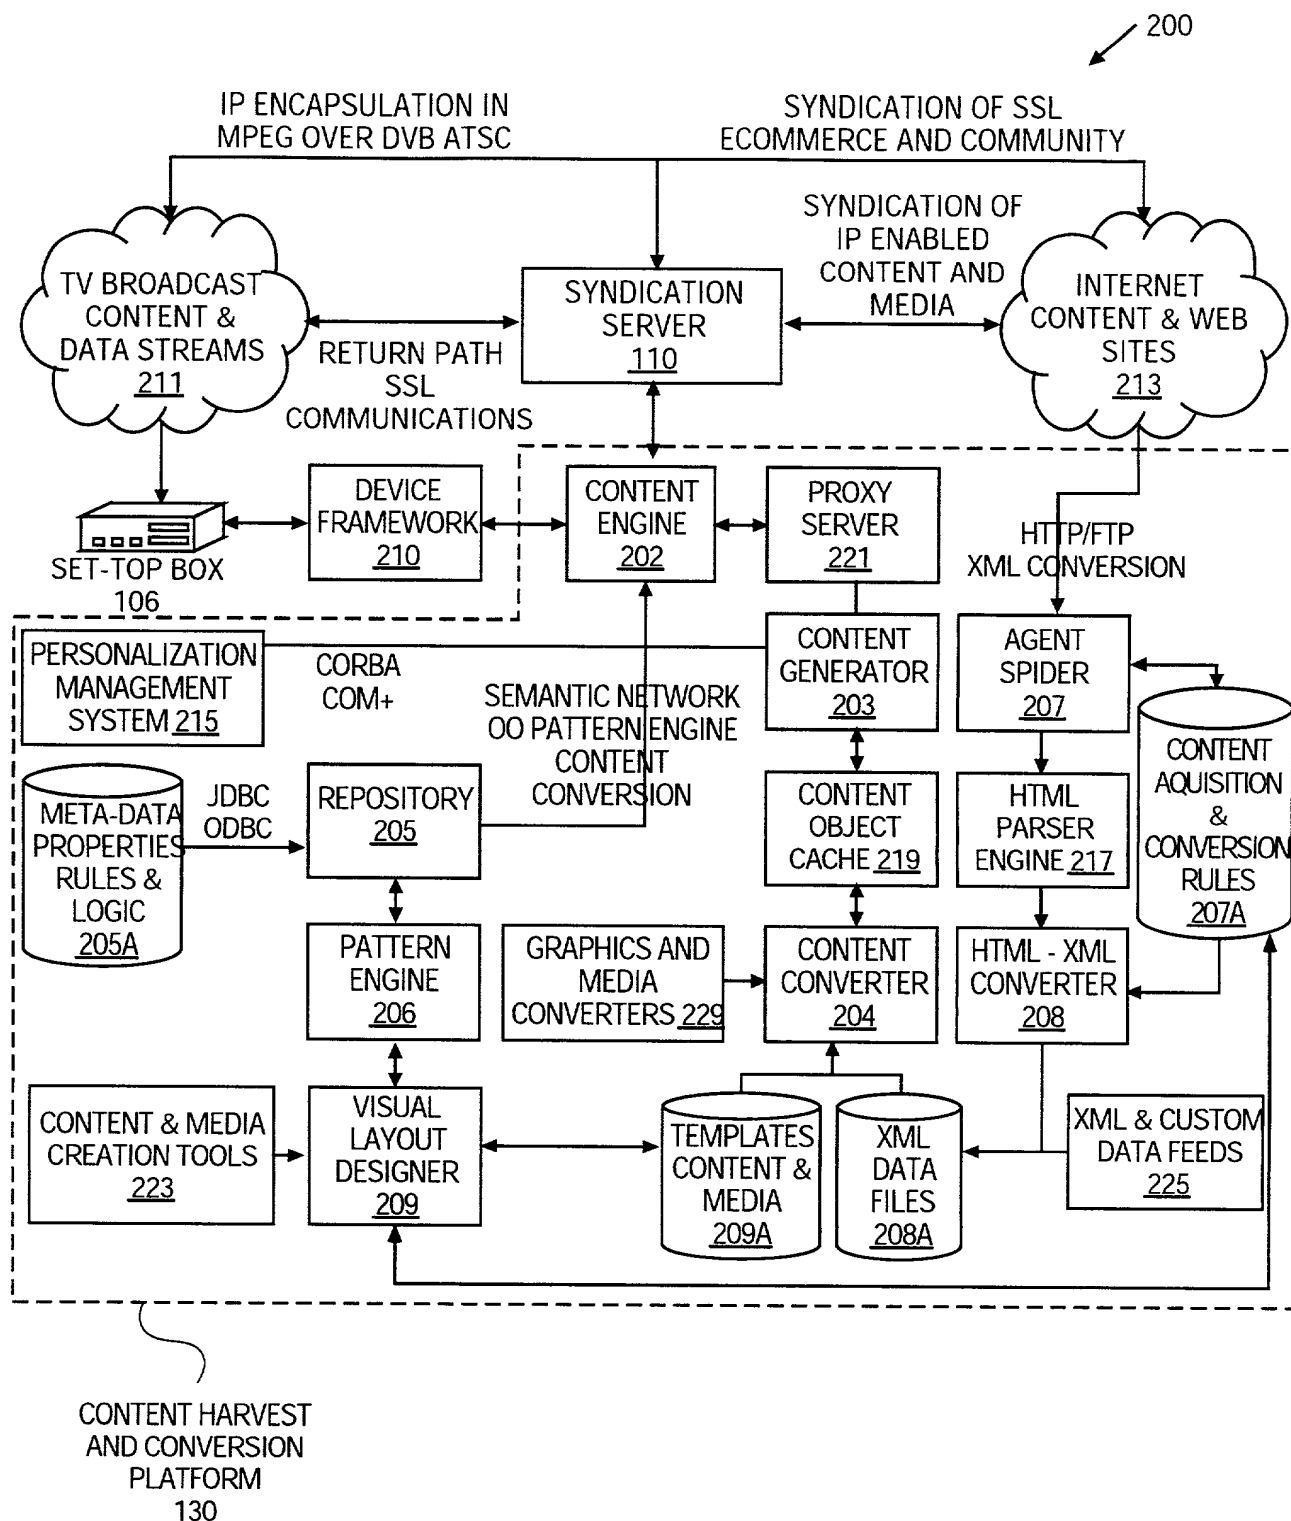 200
IP ENCAPSULATION IN
MPEG OVER DVB ATSC
SYNDICATION OF SSL
ECOMMERCE AND COMMUNITY
TV BROADCAST
CONTENT &
DATA STREAMS
211
SYNDICATION
SERVER
110
SYNDICATION OF
IP ENABLED
CONTENT AND
MEDIA
INTERNET
CONTENT & WEB
SITES
213
RETURN PATH
SSL
COMMUNICATIONS
SET-TOP BOX
106
DEVICE
FRAMEWORK
210
CONTENT
ENGINE
202
PROXY
SERVER
221
HTTP/FTP
XML CONVERSION
PERSONALIZATION
MANAGEMENT
SYSTEM 215
CORBA
COM+
SEMANTIC NETWORK
OO PATTERN ENGINE
CONTENT
CONVERSION
CONTENT
GENERATOR
203
AGENT
SPIDER
207
META-DATA
PROPERTIES
RULES &
LOGIC
205A
JDBC
ODBC
REPOSITORY
205
CONTENT
OBJECT
CACHE 219
HTML
PARSER
ENGINE 217
CONTENT
AQUISITION
&
CONVERSION
RULES
207A
PATTERN
ENGINE
206
GRAPHICS AND
MEDIA
CONVERTERS 229
CONTENT
CONVERTER
204
HTML - XML
CONVERTER
208
CONTENT & MEDIA
CREATION TOOLS
223
VISUAL
LAYOUT
DESIGNER
209
TEMPLATES
CONTENT &
MEDIA
209A
XML
DATA
FILES
208A
XML & CUSTOM
DATA FEEDS
225
CONTENT HARVEST
AND CONVERSION
PLATFORM
130